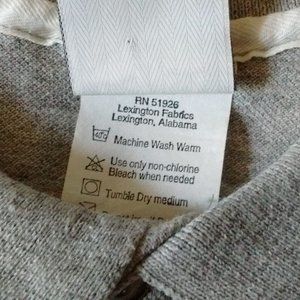 RN 51926
Lexington Fabrics
Lexington, Alabama
40°
Machine Wash Warm
Use only non-chlorine
Bleach when needed
Tumble Dry medium